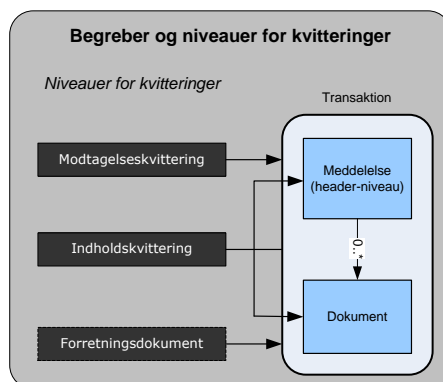 Begreber og niveauer for kvitteringer
Niveauer for kvitteringer
Transaktion
Modtagelseskvittering
Meddelelse
(header-niveau)
Indholdskvittering
0..*
Dokument
Forretningsdokument